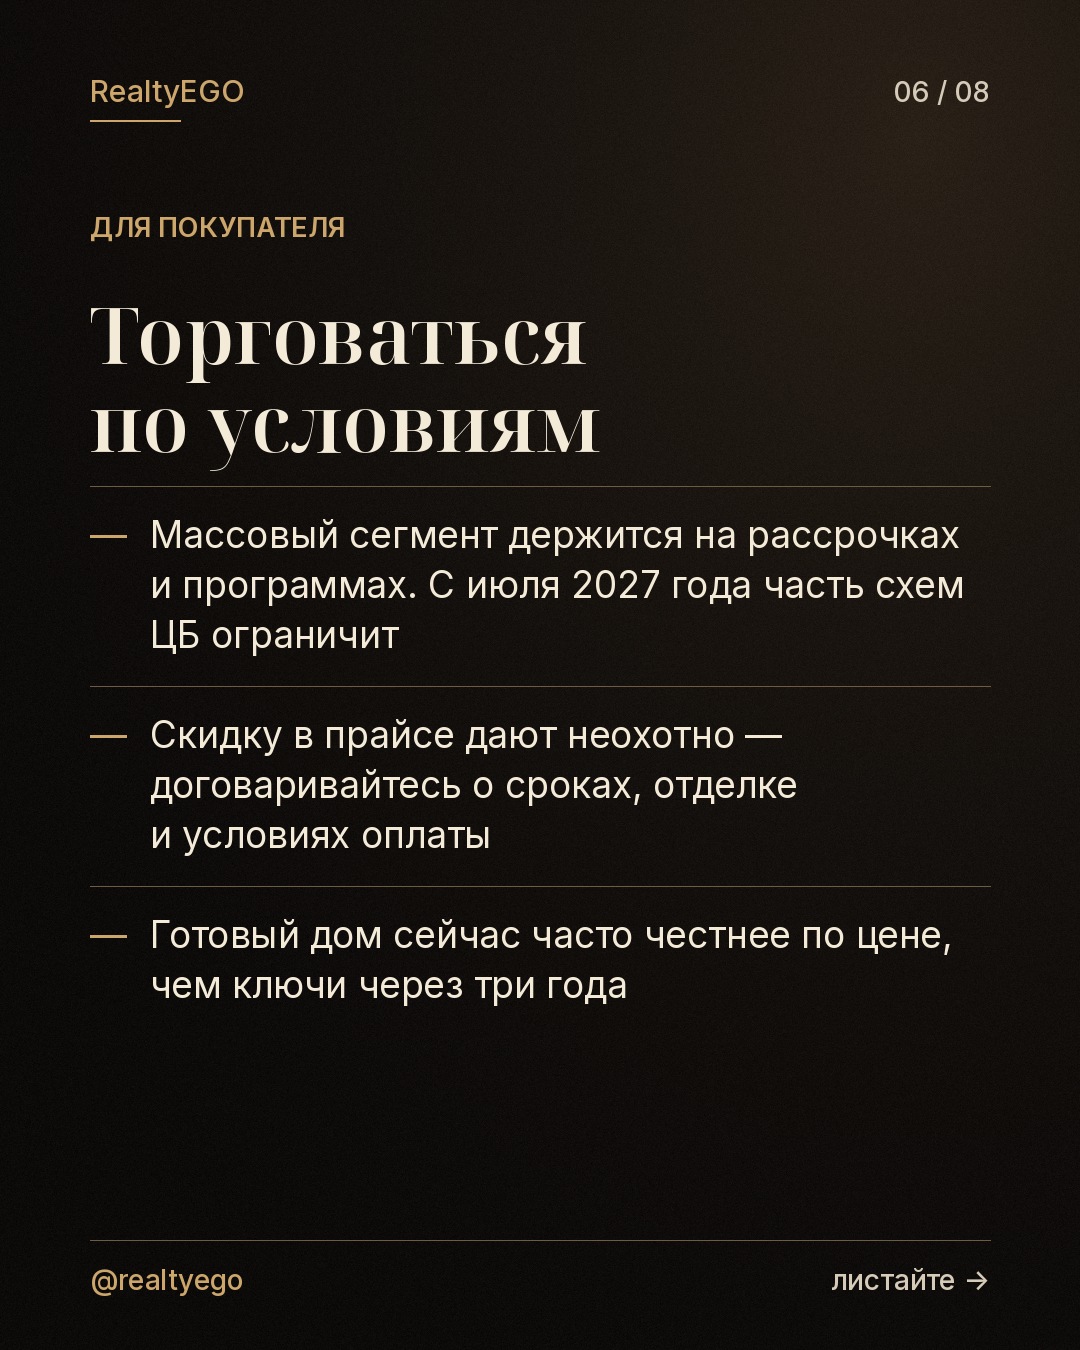 RealtyEGO
06 / 08
ДЛЯ ПОКУПАТЕЛЯ
Торговаться
по условиям
— Массовый сегмент держится на рассрочках
и программах. С июля 2027 года часть схем
ЦБ ограничит
— Скидку в прайсе дают неохотно —
договаривайтесь о сроках, отделке
и условиях оплаты
— Готовый дом сейчас часто честнее по цене,
чем ключи через три года
@realtyego
листайте →